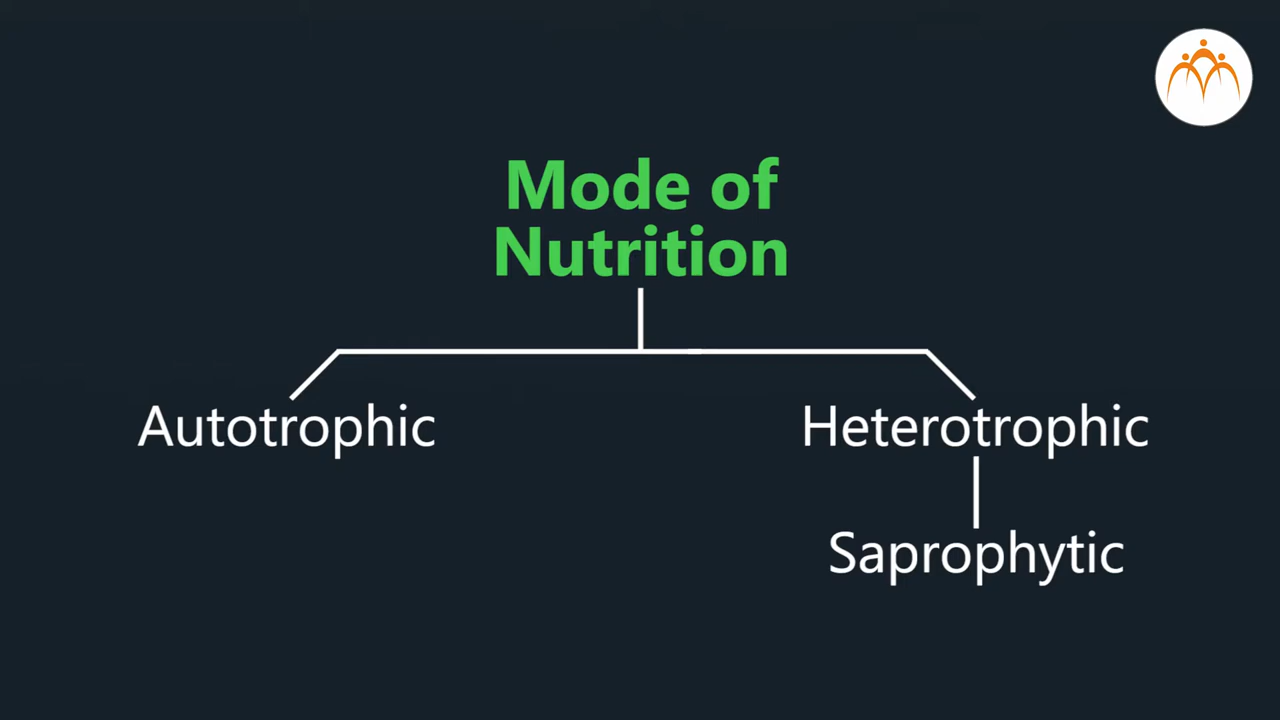 Mode of
Nutrition
Autotrophic
Heterotrophic
Saprophytic